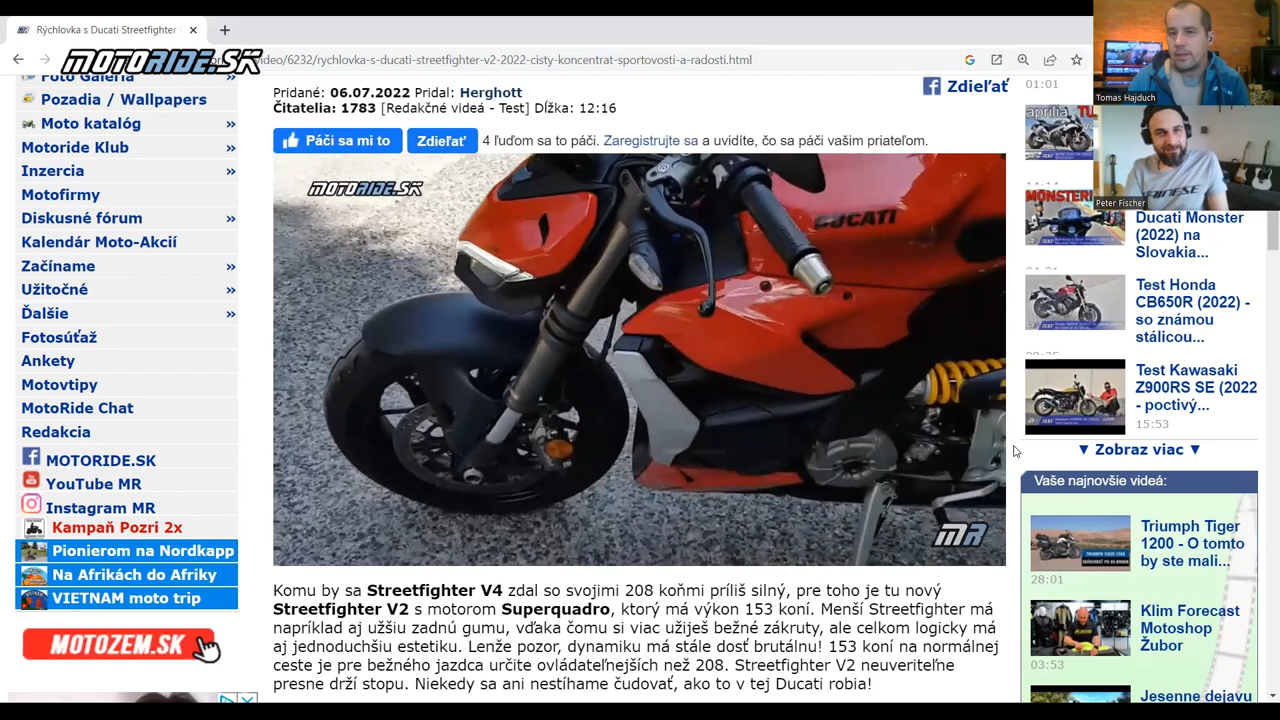 Rýchlovka s Ducati Streetfighter
MOTORIDE.SK
video/6232/rychlovka-s-ducati-streetfighter-v2-2022-cisty-koncentrat-sportovosti-a-radosti.html
Foto Galéria
Pozadia / Wallpapers
Moto katalóg
Motoride Klub
Inzercia
Motofirmy
Diskusné fórum
Kalendár Moto-Akcií
Začíname
Užitočné
Ďalšie
Fotosúťaž
Ankety
Motovtipy
MotoRide Chat
Redakcia
MOTORIDE.SK
YouTube MR
Instagram MR
Kampaň Pozri 2x
Pionierom na Nordkapp
Na Afrikách do Afriky
VIETNAM moto trip
MOTOZEM.SK
Pridané: 06.07.2022 Pridal: Herghott
Čitatelia: 1783 [Redakčné videá - Test] Dĺžka: 12:16
Zdieľať
Páči sa mi to
Zdieľať
4 ľuďom sa to páči. Zaregistrujte sa a uvidíte, čo sa páči vašim priateľom.
MOTORIDE.SK
DUCATI
MR
Komu by sa Streetfighter V4 zdal so svojimi 208 koňmi príliš silný, pre toho je tu nový
Streetfighter V2 s motorom Superquadro, ktorý má výkon 153 koní. Menší Streetfighter má
napríklad aj užšiu zadnú gumu, vďaka čomu si viac užiješ bežné zákruty, ale celkom logicky má
aj jednoduchšiu estetiku. Lenže pozor, dynamiku má stále dosť brutálnu! 153 koní na normálnej
ceste je pre bežného jazdca určite ovládateľnejších než 208. Streetfighter V2 neuveriteľne
presne drží stopu. Niekedy sa ani nestíhame čudovať, ako to v tej Ducati robia!
Tomas Hajduch
DAINESE
Peter Fischer
01:01
aprilia TU
MONSTER
Ducati Monster
(2022) na
Slovakia...
Test Honda
CB650R (2022) -
so známou
stálicou...
Test Kawasaki
Z900RS SE (2022
- poctivý...
15:53
▼ Zobraz viac ▼
Vaše najnovšie videá:
Triumph Tiger
1200 - O tomto
by ste mali...
28:01
Klim Forecast
Motoshop
Žubor
03:53
Jesenne dejavu